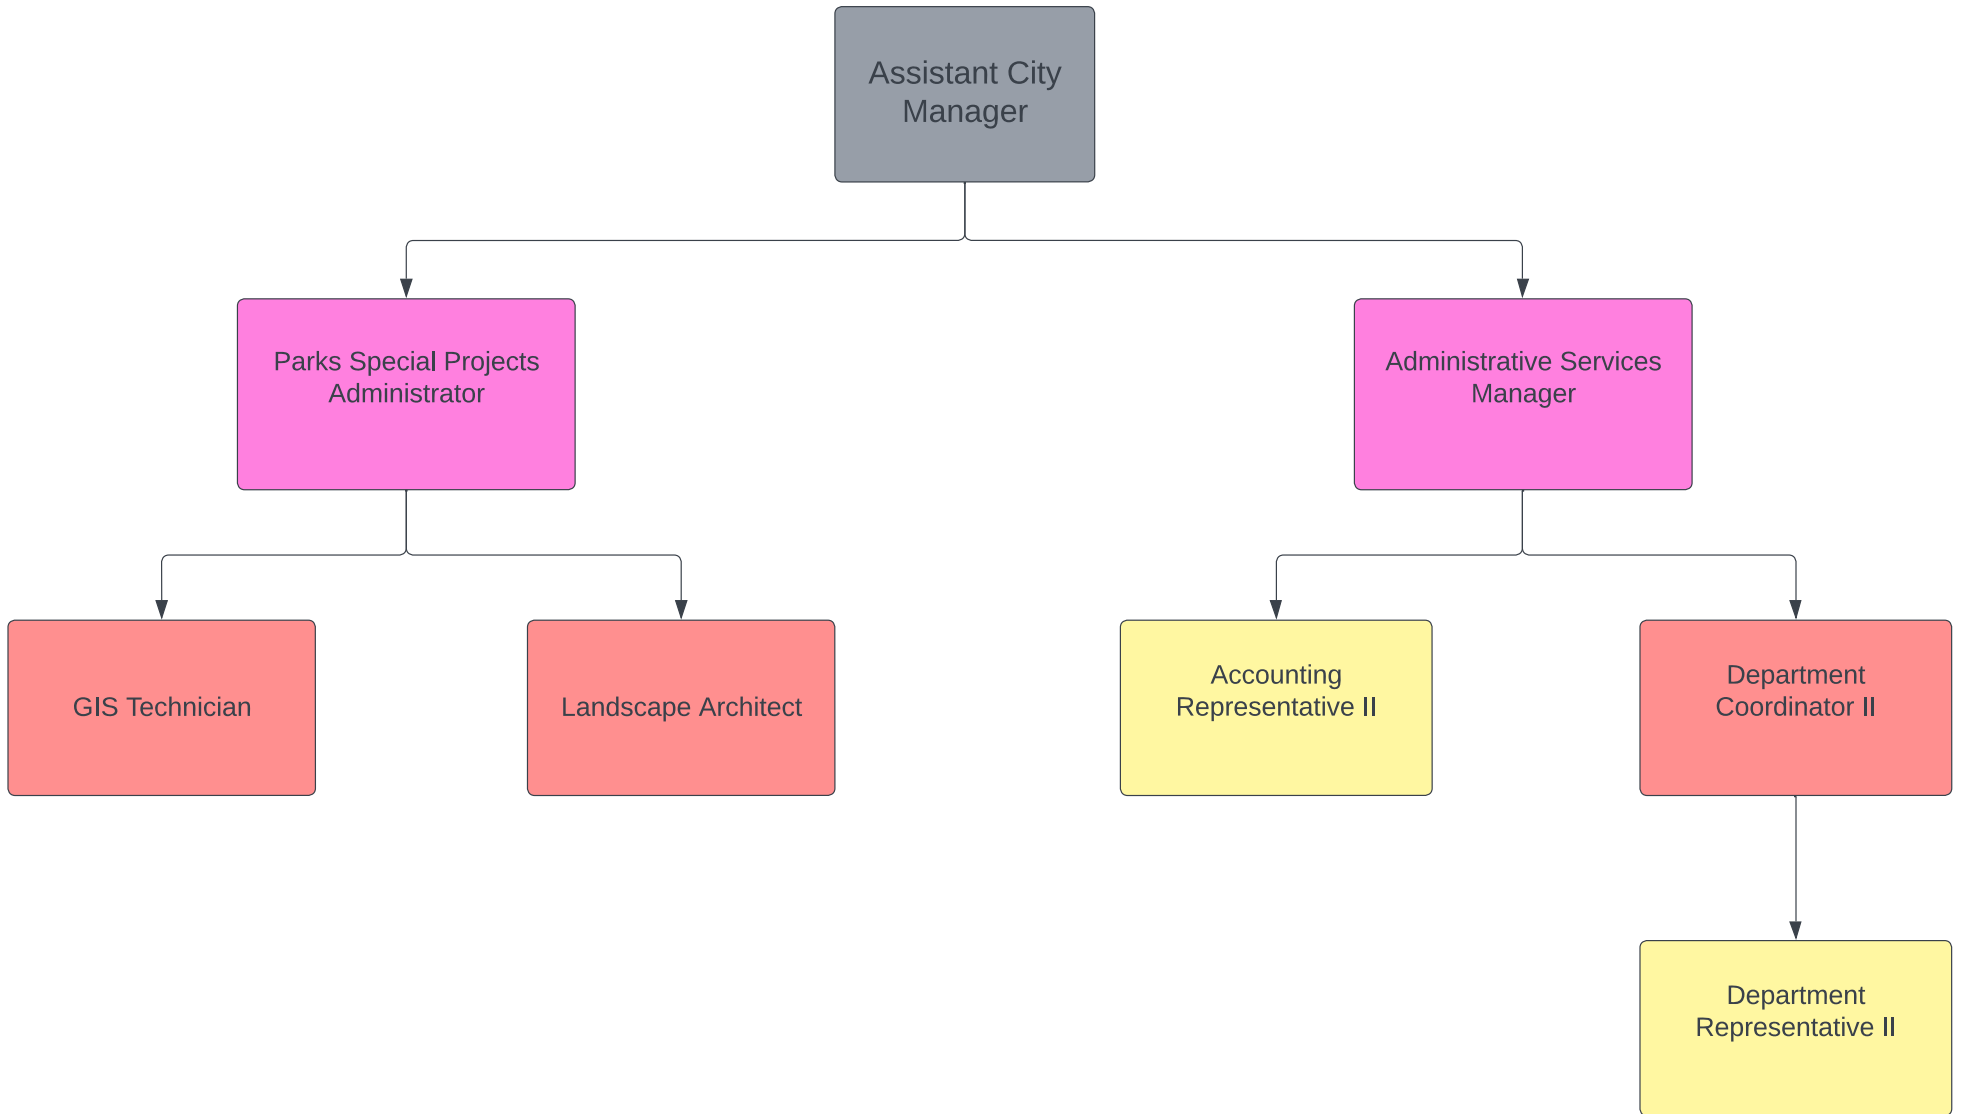 Assistant City
Manager
Parks Special Projects
Administrator
Administrative Services
Manager
GIS Technician
Landscape Architect
Accounting
Representative II
Department
Coordinator II
Department
Representative II